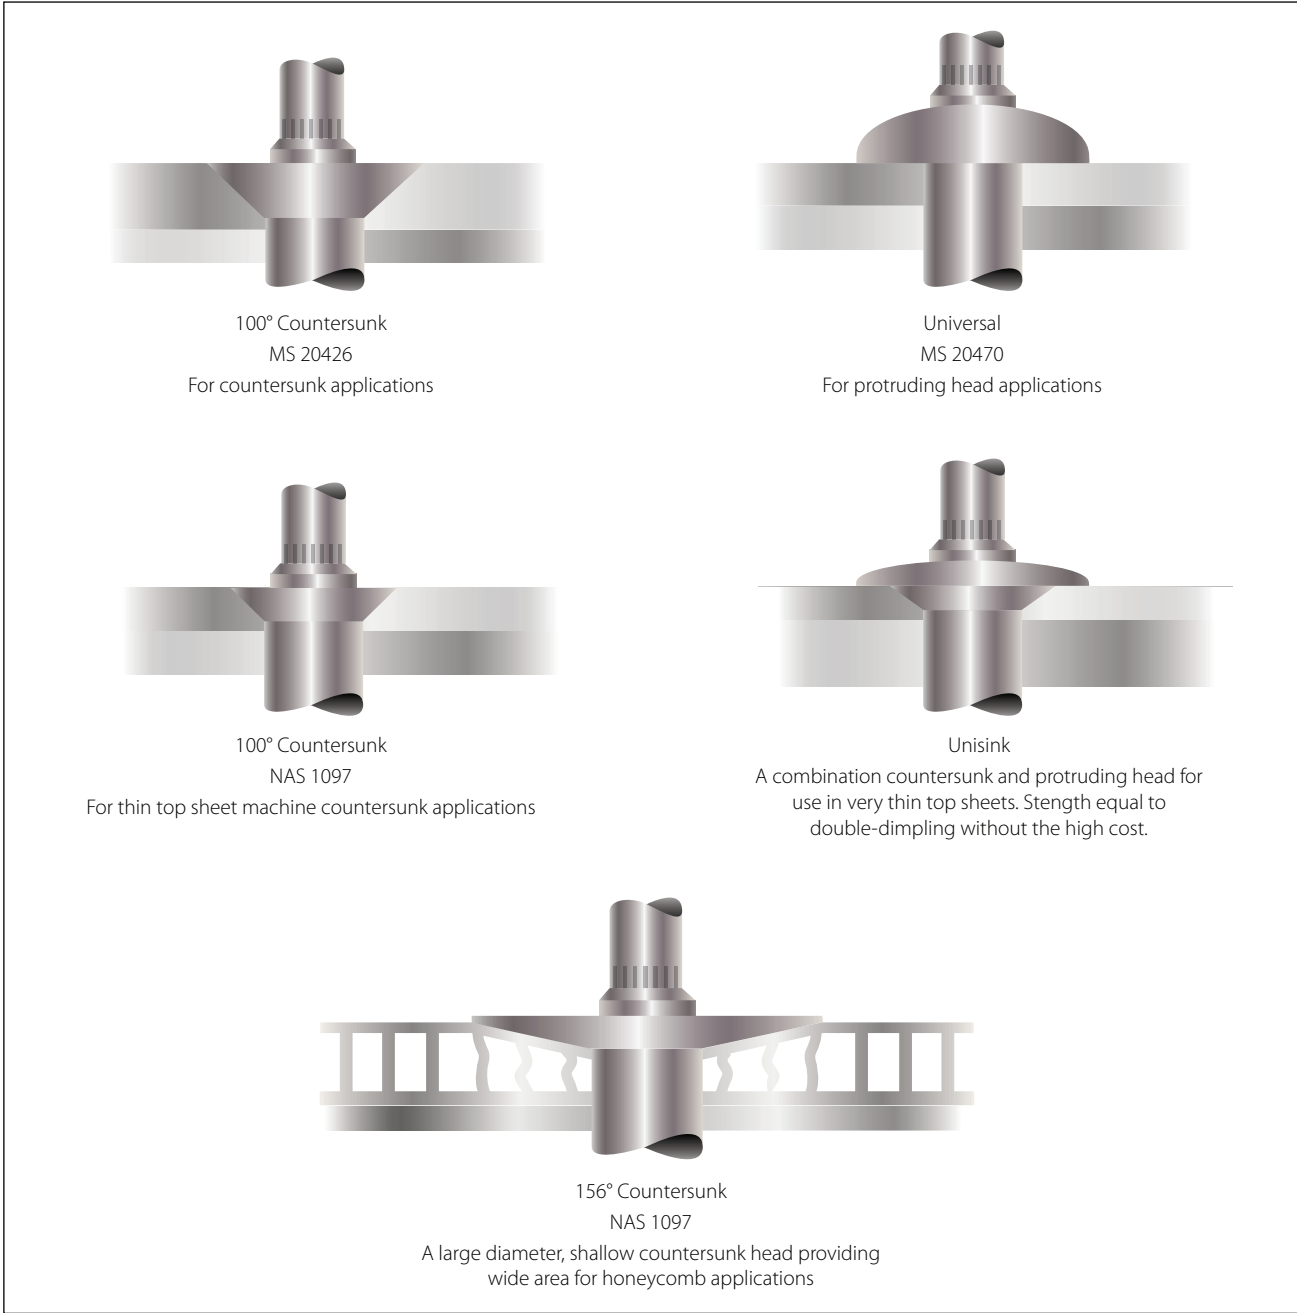 100° Countersunk
MS 20426
For countersunk applications
Universal
MS 20470
For protruding head applications
100° Countersunk
NAS 1097
For thin top sheet machine countersunk applications
Unisink
A combination countersunk and protruding head for
use in very thin top sheets. Stength equal to
double-dimpling without the high cost.
156° Countersunk
NAS 1097
A large diameter, shallow countersunk head providing
wide area for honeycomb applications